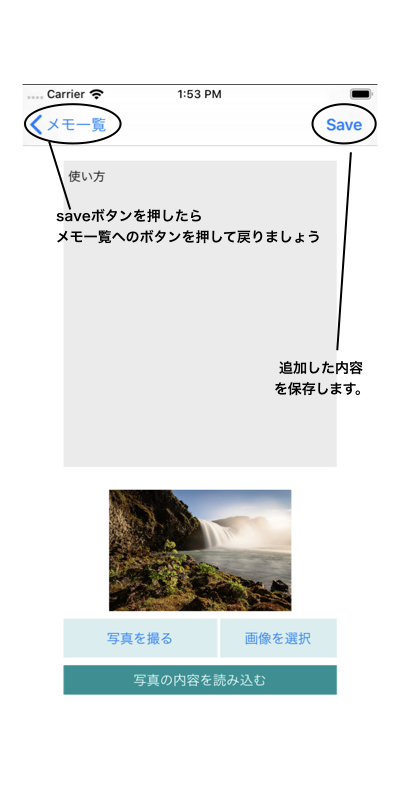 Carrier 1:53 PM
メモ一覧 Save
使い方
saveボタンを押したら
メモ一覧へのボタンを押して戻りましょう
追加した内容
を保存します。
写真を撮る 画像を選択
写真の内容を読み込む